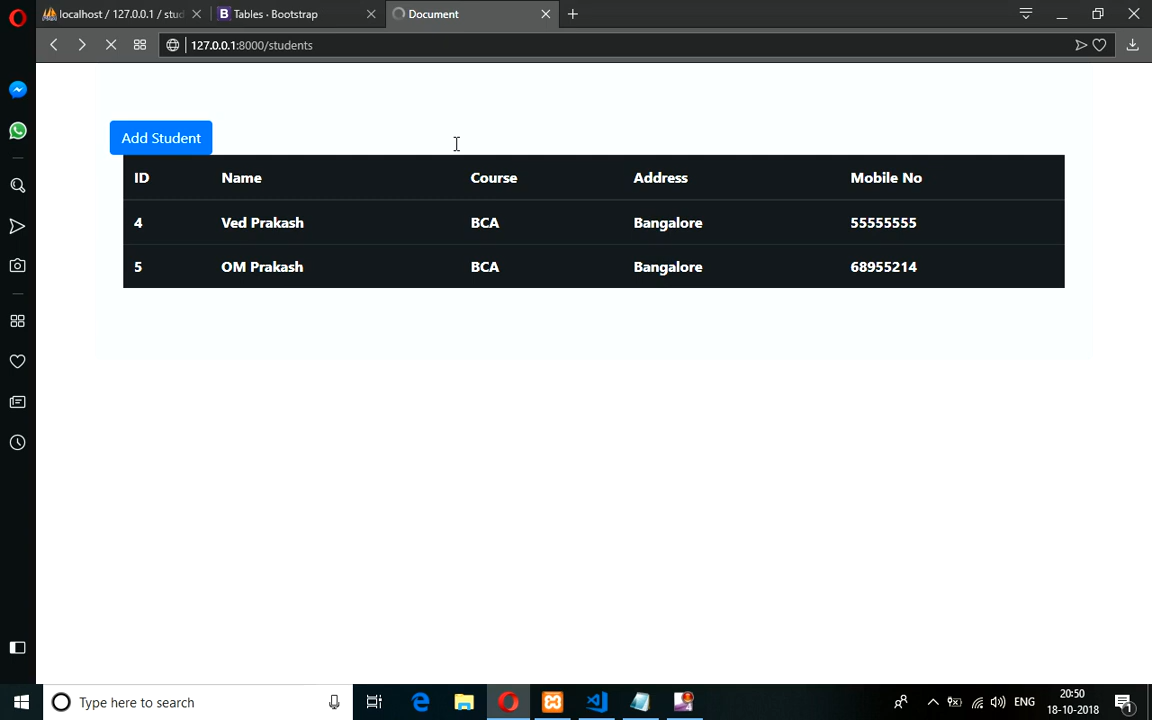 localhost / 127.0.0.1 / stud
B Tables · Bootstrap
Document
127.0.0.1:8000/students
Add Student
ID Name Course Address Mobile No
4 Ved Prakash BCA Bangalore 55555555
5 OM Prakash BCA Bangalore 68955214
Type here to search
ENG
20:50
18-10-2018
1